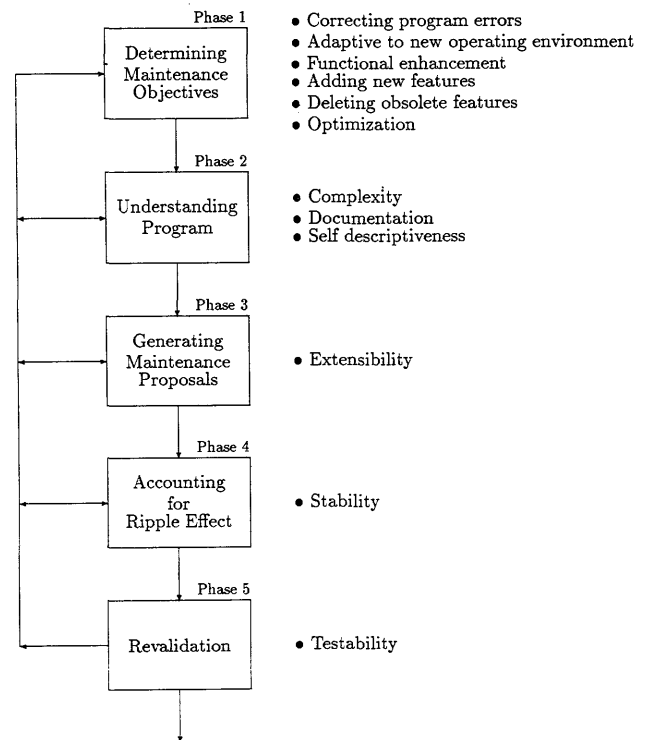 Phase 1
Determining
Maintenance
Objectives
• Correcting program errors
• Adaptive to new operating environment
• Functional enhancement
• Adding new features
• Deleting obsolete features
• Optimization
Phase 2
Understanding
Program
• Complexity
• Documentation
• Self descriptiveness
Phase 3
Generating
Maintenance
Proposals
• Extensibility
Phase 4
Accounting
for
Ripple Effect
• Stability
Phase 5
Revalidation
• Testability